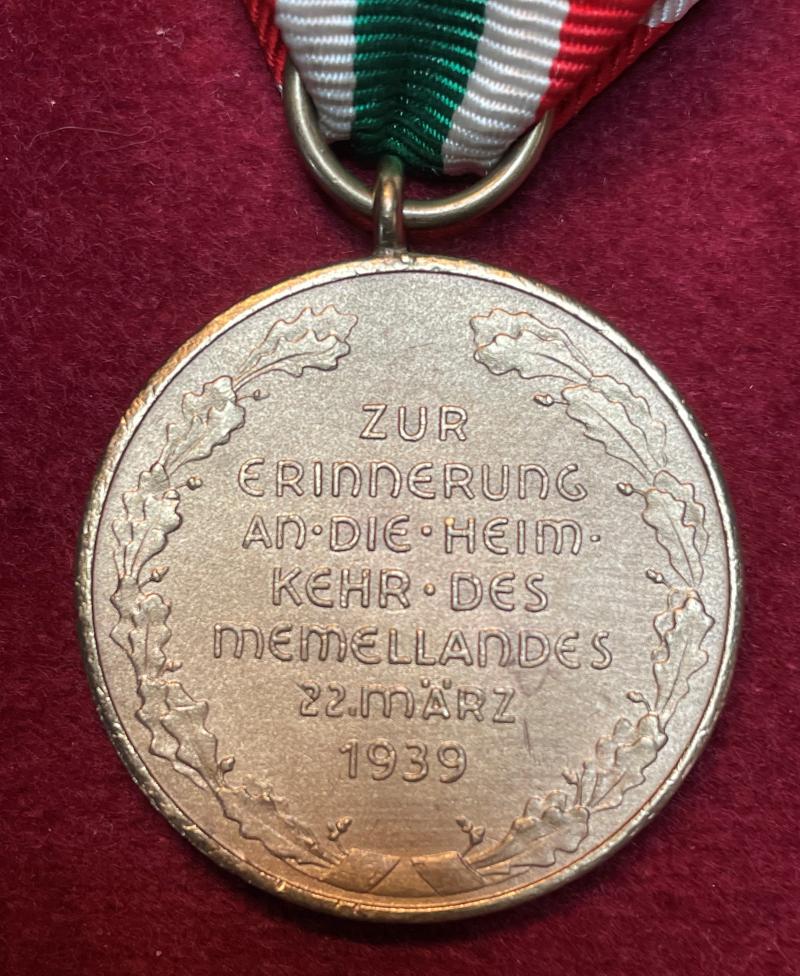 ZUR
ERINNERUNG
AN·DIE·HEIM-
KEHR·DES
MEMELLANDES
22.MÄRZ
1939